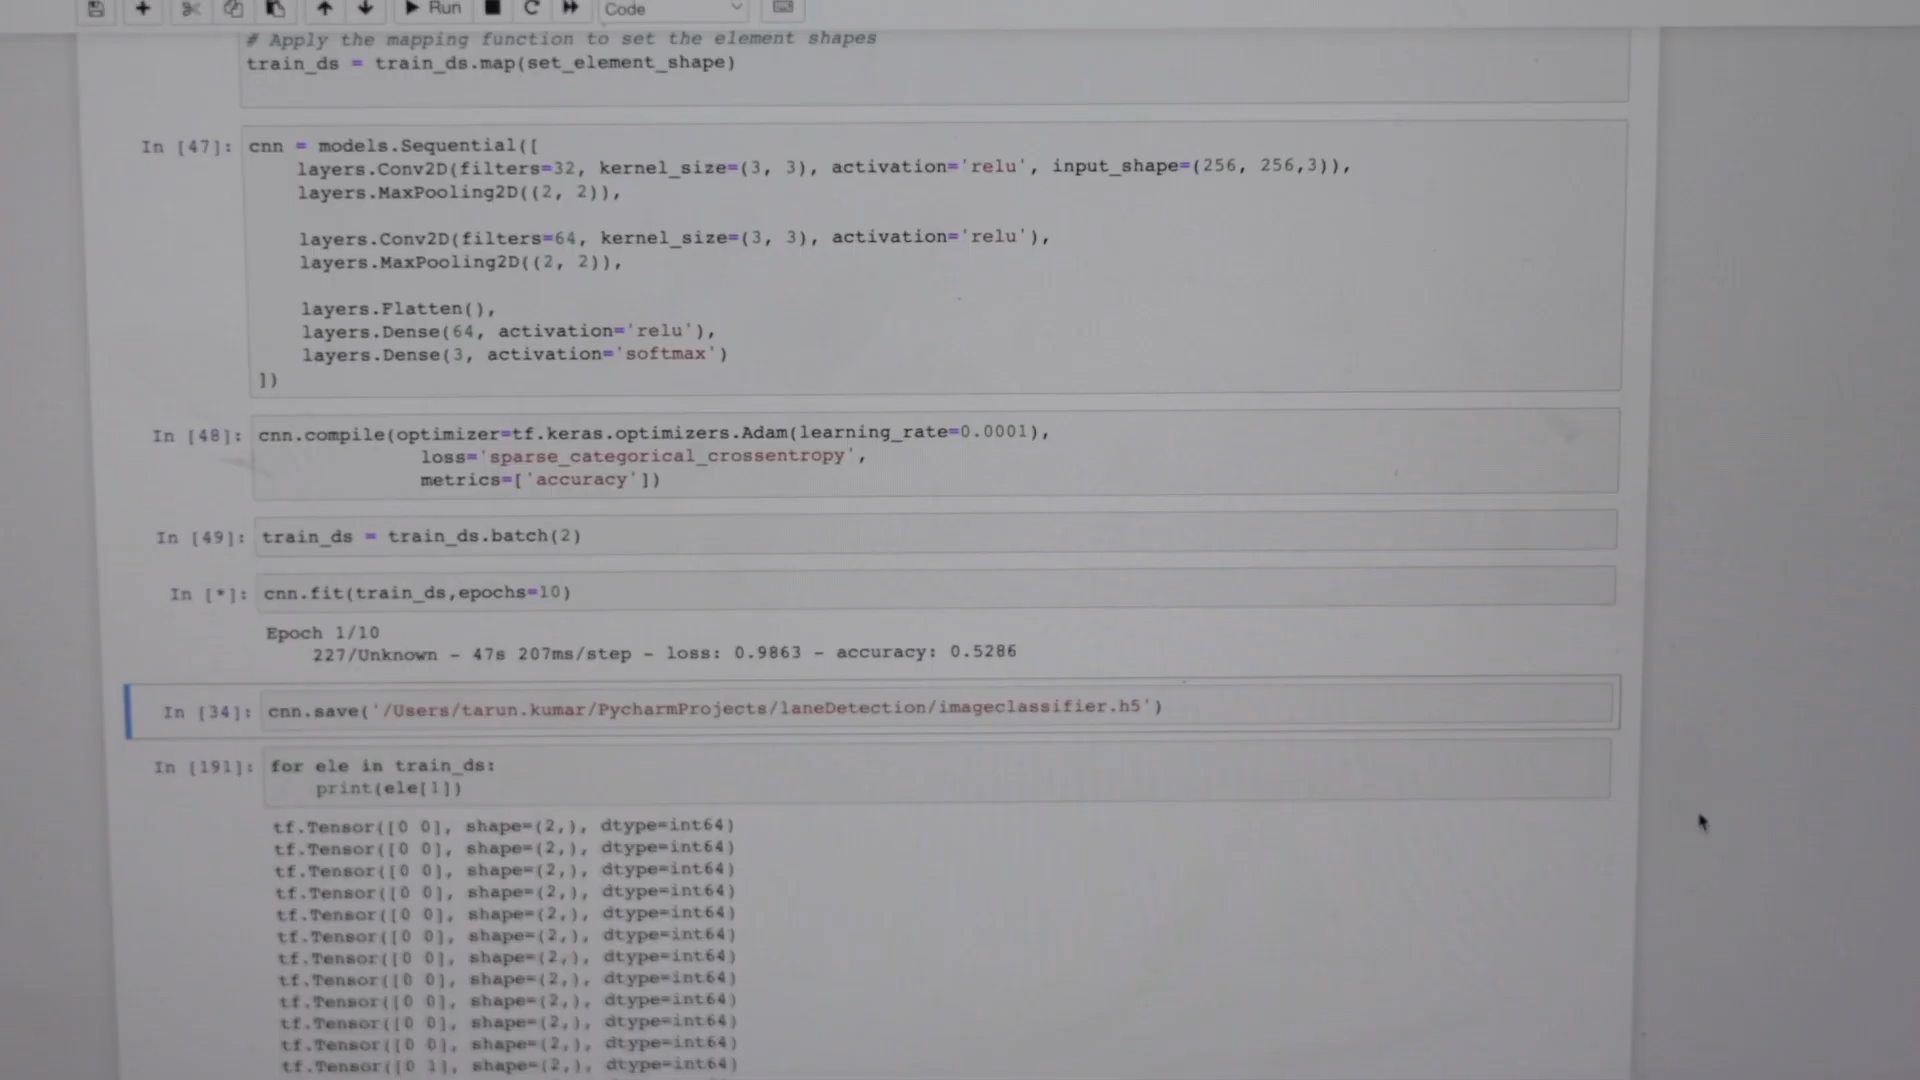 Run
Code
# Apply the mapping function to set the element shapes
train_ds = train_ds.map(set_element_shape)
In [47]: cnn = models.Sequential([
layers.Conv2D(filters=32, kernel_size=(3, 3), activation='relu', input_shape=(256, 256,3)),
layers.MaxPooling2D((2, 2)),
layers.Conv2D(filters=64, kernel_size=(3, 3), activation='relu'),
layers.MaxPooling2D((2, 2)),
layers.Flatten(),
layers.Dense(64, activation='relu'),
layers.Dense(3, activation='softmax')
])
In [48]: cnn.compile(optimizer=tf.keras.optimizers.Adam(learning_rate=0.0001),
loss='sparse_categorical_crossentropy',
metrics=['accuracy'])
In [49]: train_ds = train_ds.batch(2)
In [*]: cnn.fit(train_ds,epochs=10)
Epoch 1/10
227/Unknown - 47s 207ms/step - loss: 0.9863 - accuracy: 0.5286
In [34]: cnn.save('/Users/tarun.kumar/PycharmProjects/laneDetection/imageclassifier.h5')
In [191]: for ele in train_ds:
print(ele[1])
tf.Tensor([0 0], shape=(2,), dtype=int64)
tf.Tensor([0 0], shape=(2,), dtype=int64)
tf.Tensor([0 0], shape=(2,), dtype=int64)
tf.Tensor([0 0], shape=(2,), dtype=int64)
tf.Tensor([0 0], shape=(2,), dtype=int64)
tf.Tensor([0 0], shape=(2,), dtype=int64)
tf.Tensor([0 0], shape=(2,), dtype=int64)
tf.Tensor([0 0], shape=(2,), dtype=int64)
tf.Tensor([0 0], shape=(2,), dtype=int64)
tf.Tensor([0 0], shape=(2,), dtype=int64)
tf.Tensor([0 0], shape=(2,), dtype=int64)
tf.Tensor([0 1], shape=(2,), dtype=int64)